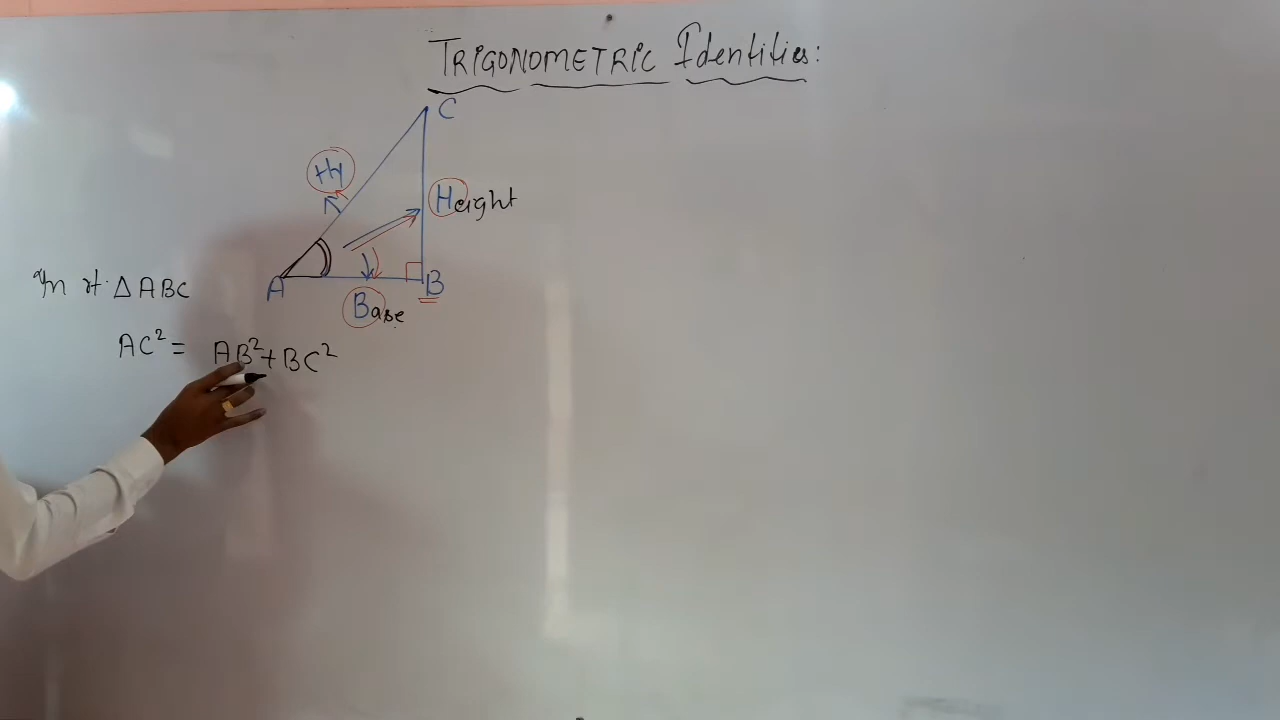 TRIGONOMETRIC Identities:
C
Hy
Height
A
B
Base
In rt. △ ABC
AC² = AB² + BC²